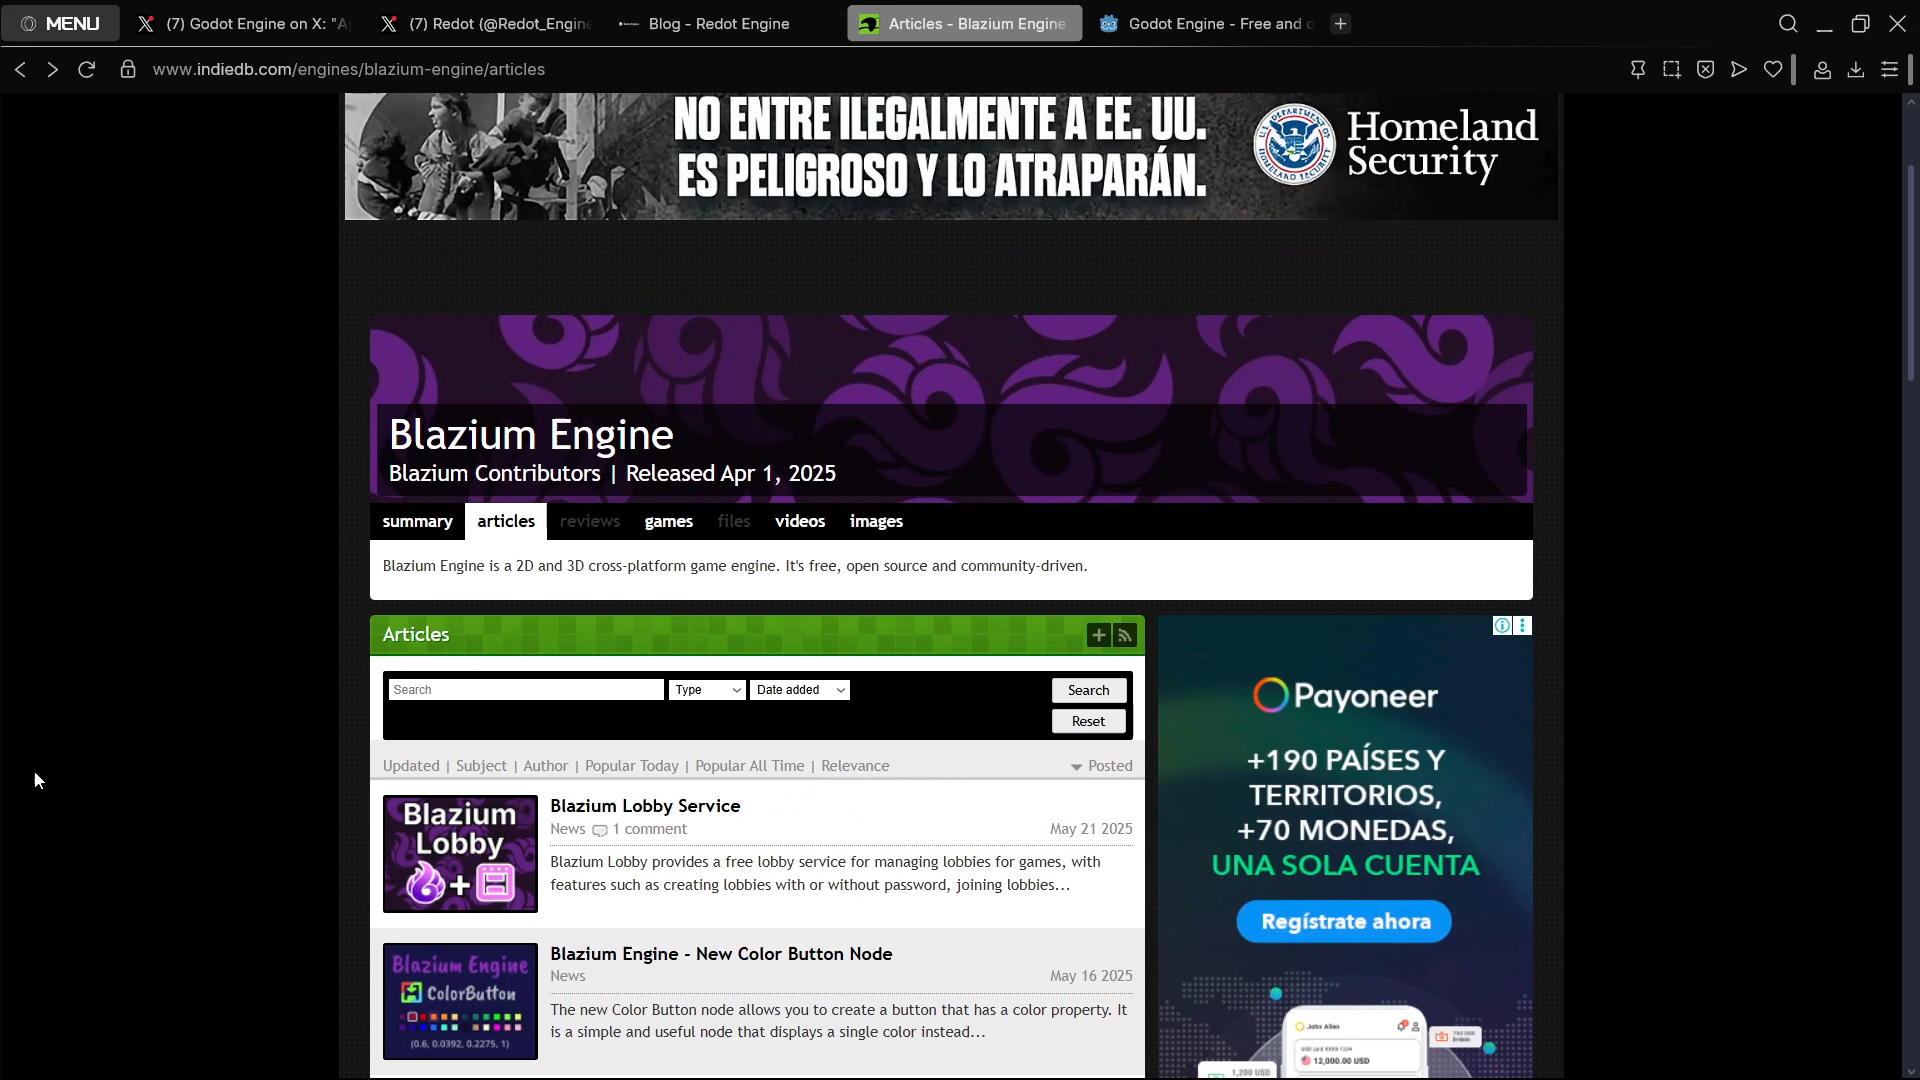 MENU
(7) Godot Engine on X: "A
(7) Redot (@Redot_Engine
Blog - Redot Engine
Articles - Blazium Engine
Godot Engine - Free and o
www.indiedb.com/engines/blazium-engine/articles
NO ENTRE ILEGALMENTE A EE. UU.
ES PELIGROSO Y LO ATRAPARÁN.
Homeland
Security
Blazium Engine
Blazium Contributors | Released Apr 1, 2025
summary articles reviews games files videos images
Blazium Engine is a 2D and 3D cross-platform game engine. It's free, open source and community-driven.
Articles
Search Type Date added Search
Reset
Updated | Subject | Author | Popular Today | Popular All Time | Relevance Posted
Blazium
Lobby
Blazium Lobby Service
News 1 comment May 21 2025
Blazium Lobby provides a free lobby service for managing lobbies for games, with
features such as creating lobbies with or without password, joining lobbies...
Blazium Engine
ColorButton
(0.6, 0.0392, 0.2275, 1)
Blazium Engine - New Color Button Node
News May 16 2025
The new Color Button node allows you to create a button that has a color property. It
is a simple and useful node that displays a single color instead...
Payoneer
+190 PAÍSES Y
TERRITORIOS,
+70 MONEDAS,
UNA SOLA CUENTA
Regístrate ahora
John Allen
12,000.00 USD
1,200 USD